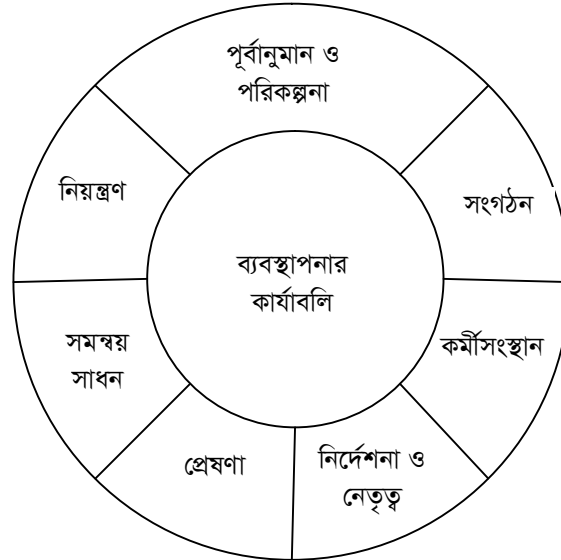 পূর্বানুমান ও
পরিকল্পনা
সংগঠন
কর্মীসংস্থান
নির্দেশনা ও
নেতৃত্ব
প্রেষণা
সমন্বয়
সাধন
নিয়ন্ত্রণ
ব্যবস্থাপনার
কার্যাবলি